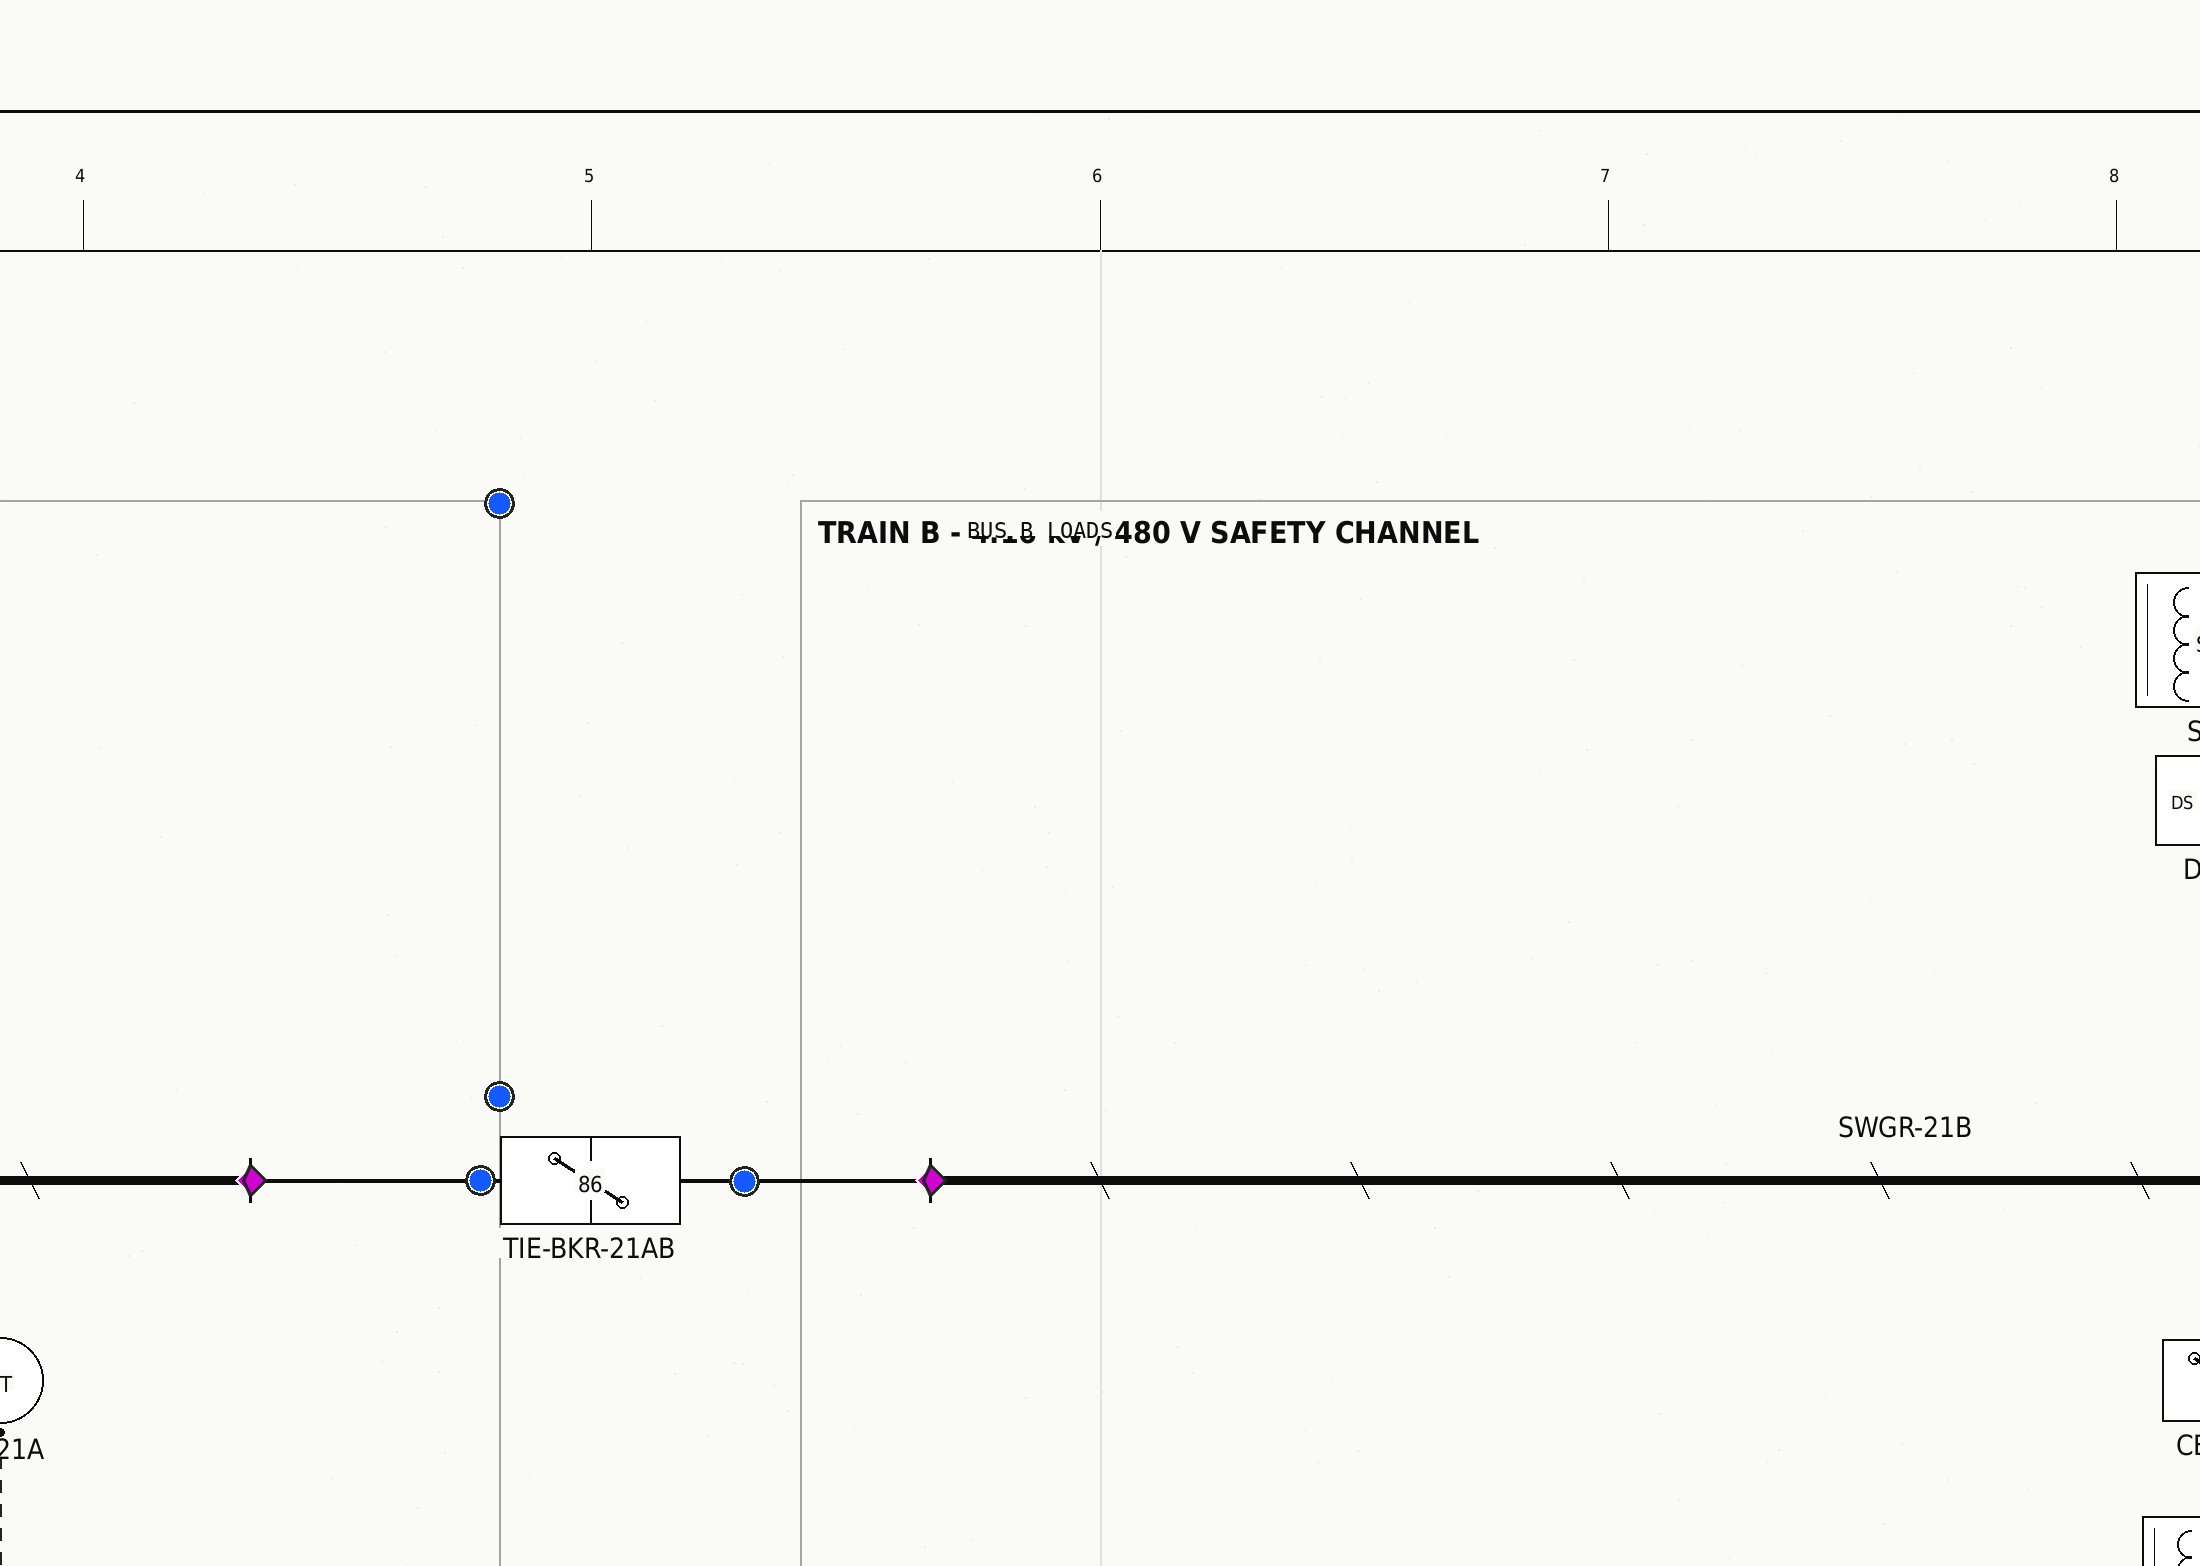 4 5 6 7 8
TRAIN B - 480 V SAFETY CHANNEL
BUS B LOADS
DS
SWGR-21B
86
TIE-BKR-21AB
T
21A